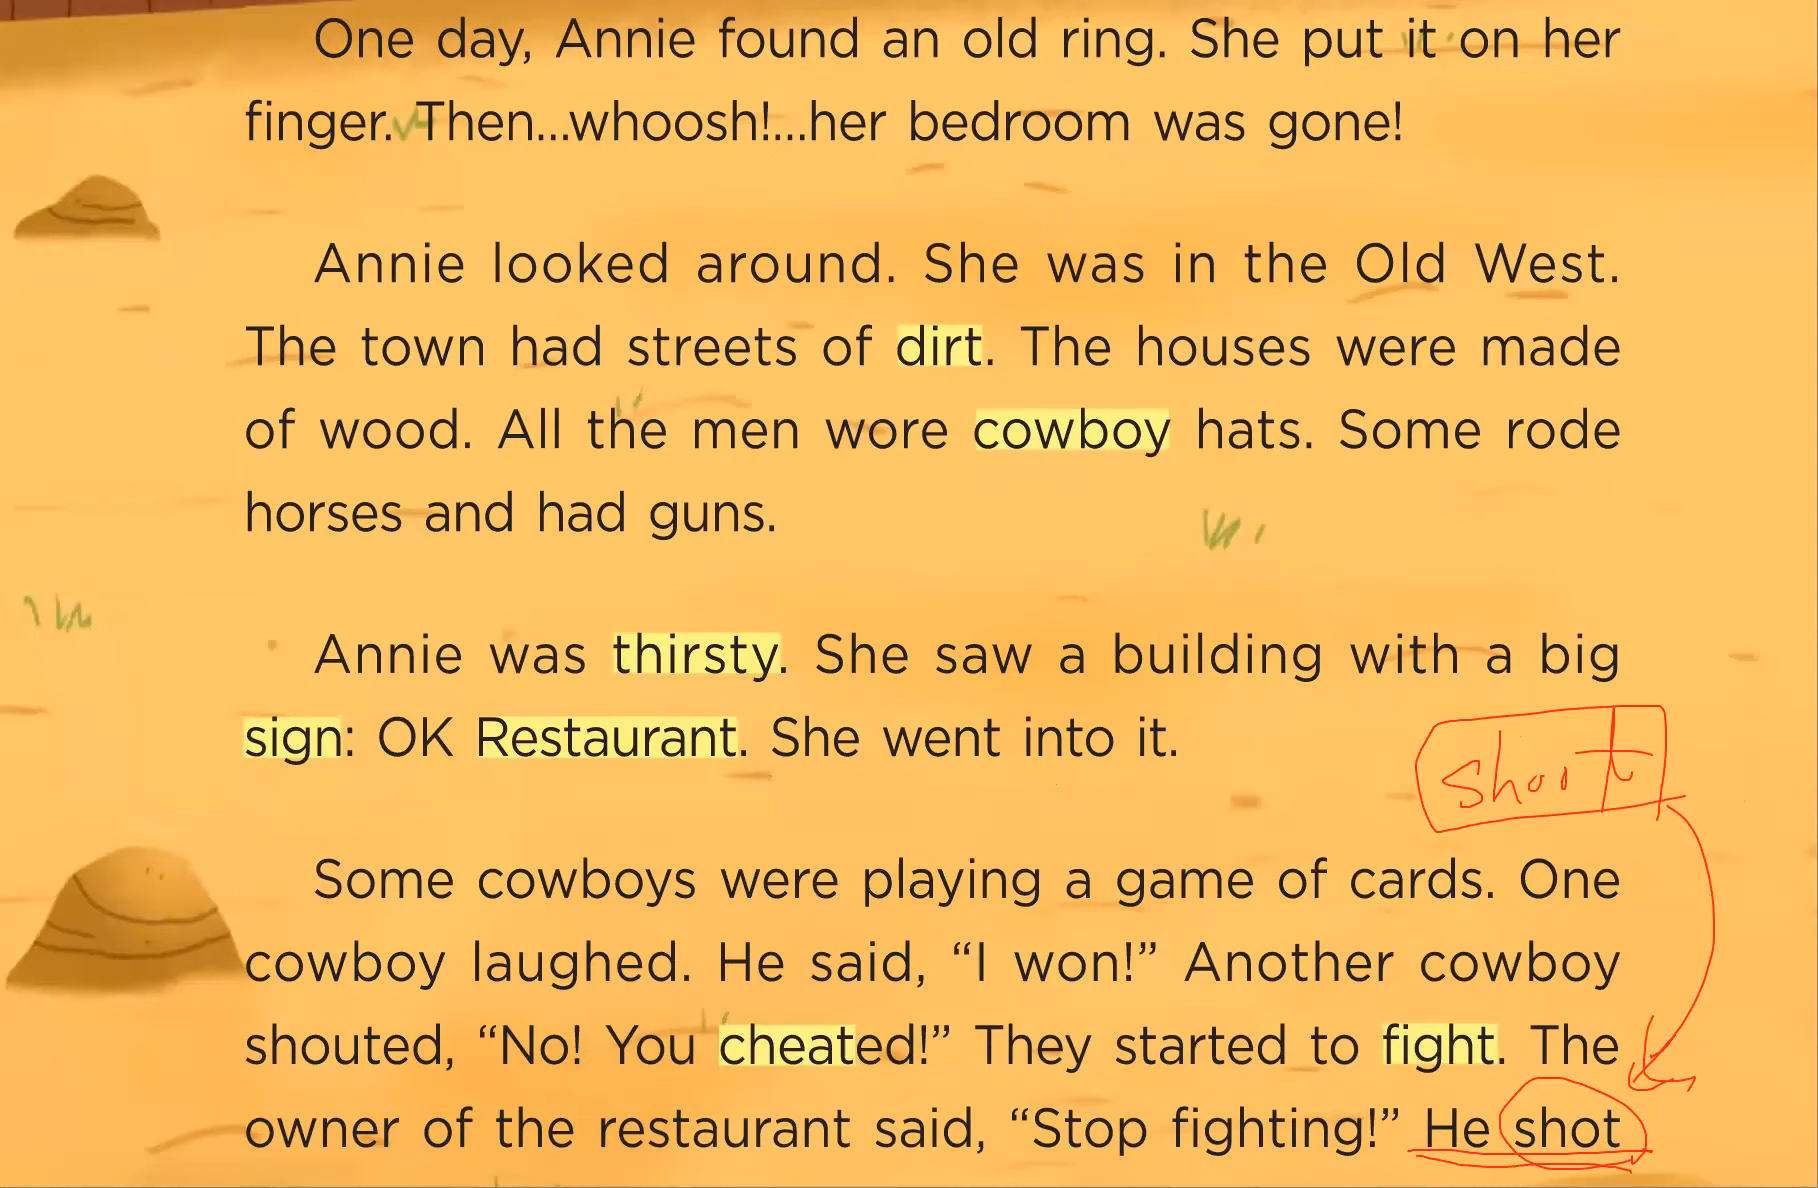 One day, Annie found an old ring. She put it on her
finger. Then...whoosh!...her bedroom was gone!
Annie looked around. She was in the Old West.
The town had streets of dirt. The houses were made
of wood. All the men wore cowboy hats. Some rode
horses and had guns.
Annie was thirsty. She saw a building with a big
sign: OK Restaurant. She went into it.
shoot
Some cowboys were playing a game of cards. One
cowboy laughed. He said, “I won!” Another cowboy
shouted, “No! You cheated!” They started to fight. The
owner of the restaurant said, “Stop fighting!” He shot